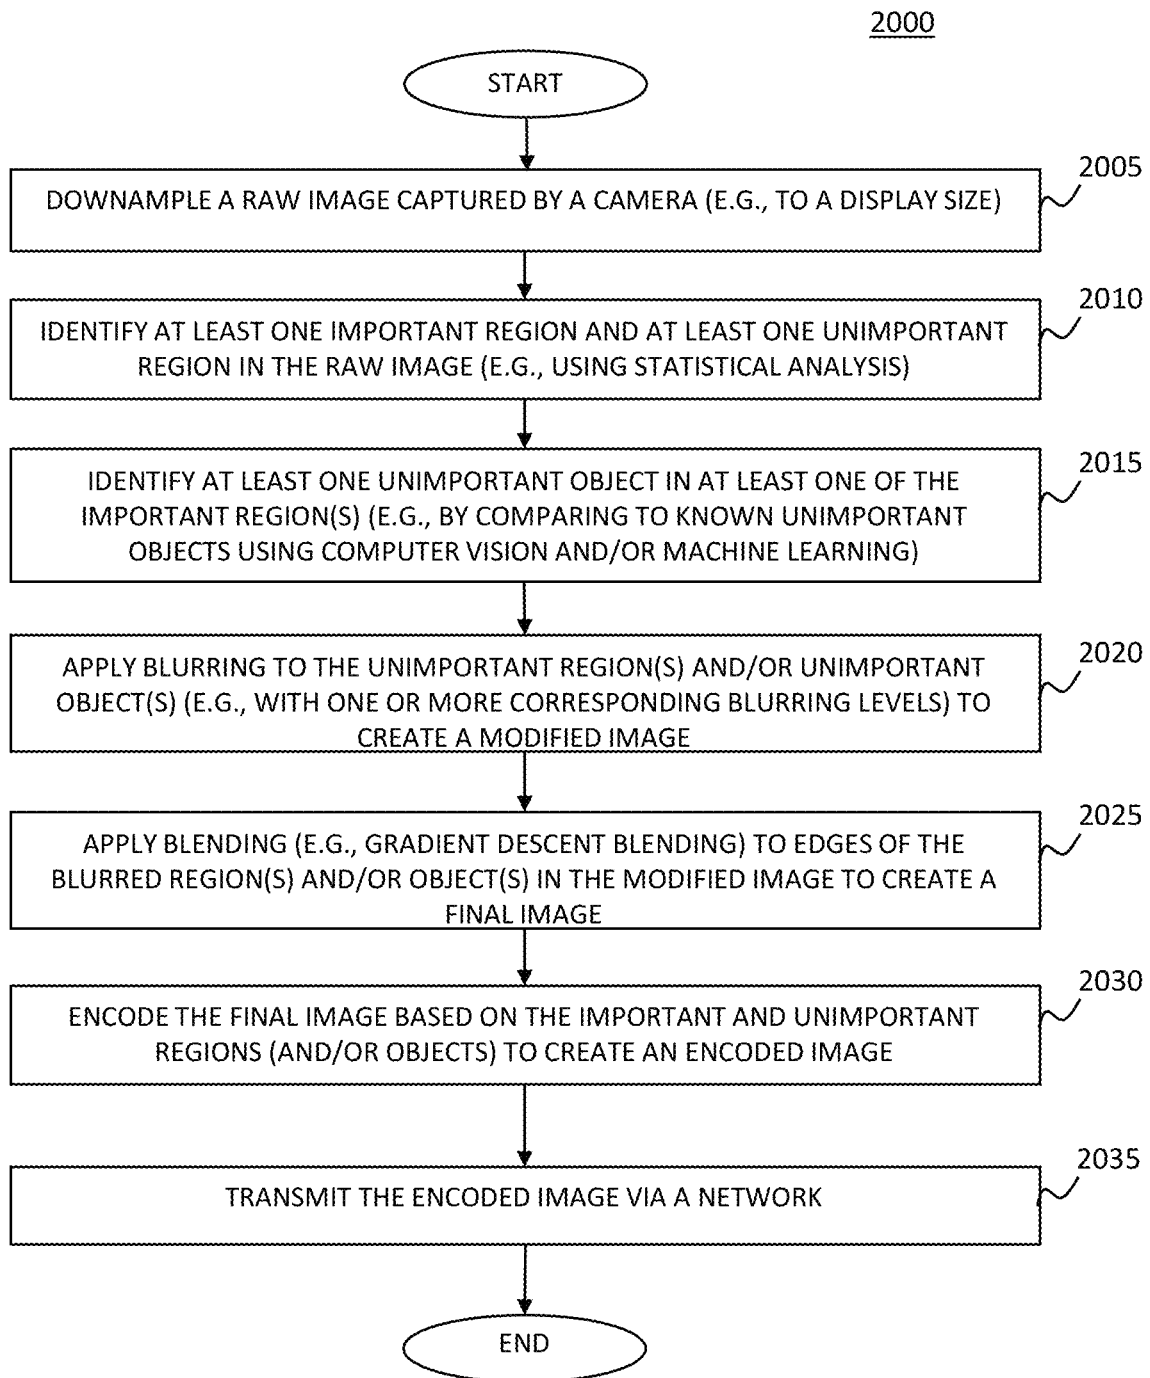 2000
START
2005
DOWNAMPLE A RAW IMAGE CAPTURED BY A CAMERA (E.G., TO A DISPLAY SIZE)
2010
IDENTIFY AT LEAST ONE IMPORTANT REGION AND AT LEAST ONE UNIMPORTANT
REGION IN THE RAW IMAGE (E.G., USING STATISTICAL ANALYSIS)
2015
IDENTIFY AT LEAST ONE UNIMPORTANT OBJECT IN AT LEAST ONE OF THE
IMPORTANT REGION(S) (E.G., BY COMPARING TO KNOWN UNIMPORTANT
OBJECTS USING COMPUTER VISION AND/OR MACHINE LEARNING)
2020
APPLY BLURRING TO THE UNIMPORTANT REGION(S) AND/OR UNIMPORTANT
OBJECT(S) (E.G., WITH ONE OR MORE CORRESPONDING BLURRING LEVELS) TO
CREATE A MODIFIED IMAGE
2025
APPLY BLENDING (E.G., GRADIENT DESCENT BLENDING) TO EDGES OF THE
BLURRED REGION(S) AND/OR OBJECT(S) IN THE MODIFIED IMAGE TO CREATE A
FINAL IMAGE
2030
ENCODE THE FINAL IMAGE BASED ON THE IMPORTANT AND UNIMPORTANT
REGIONS (AND/OR OBJECTS) TO CREATE AN ENCODED IMAGE
2035
TRANSMIT THE ENCODED IMAGE VIA A NETWORK
END